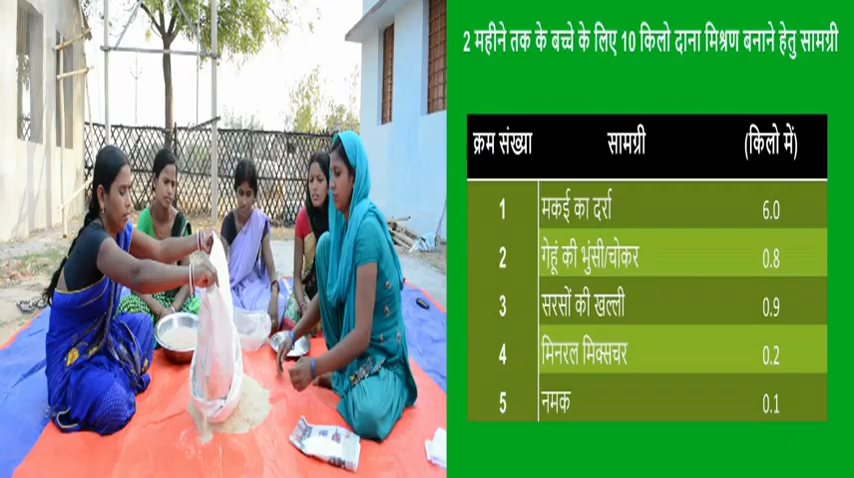 2 महीने तक के बच्चे के लिए 10 किलो दाना मिश्रण बनाने हेतु सामग्री
क्रम संख्या सामग्री (किलो में)
1 मकई का दर्रा 6.0
2 गेहूं की भुंसी/चोकर 0.8
3 सरसों की खल्ली 0.9
4 मिनरल मिक्सचर 0.2
5 नमक 0.1